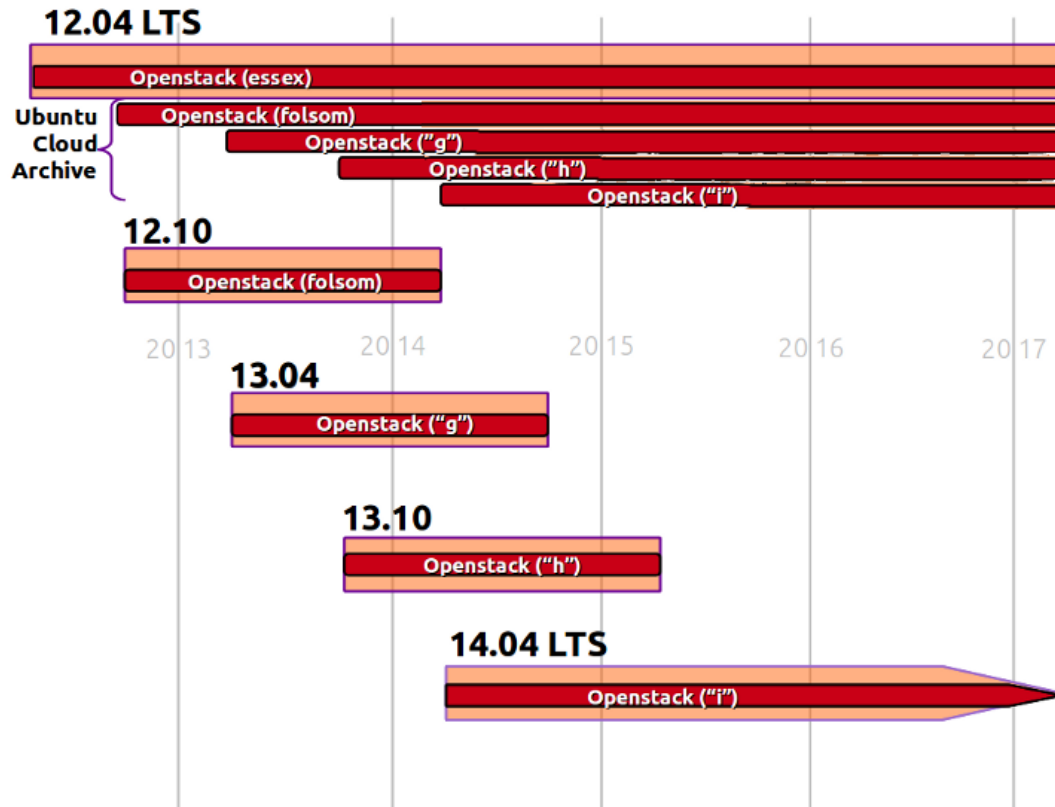 12.04 LTS
Openstack (essex)
Ubuntu
Cloud
Archive
Openstack (folsom)
Openstack ("g")
Openstack ("h")
Openstack (“i”)
12.10
Openstack (folsom)
2013 2014 2015 2016 2017
13.04
Openstack (“g”)
13.10
Openstack (“h”)
14.04 LTS
Openstack (“i”)